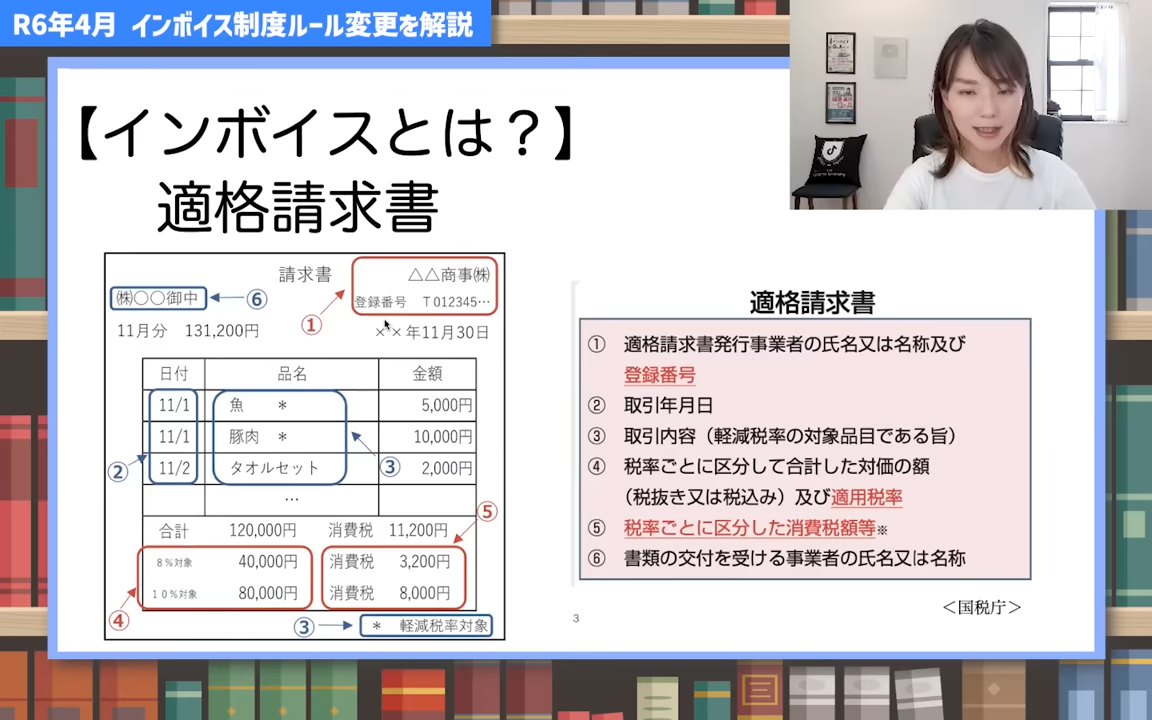 R6年4月 インボイス制度ルール変更を解説
【インボイスとは？】
適格請求書
請求書
△△商事㈱
登録番号 T012345…
㈱〇〇御中
⑥
①
11月分 131,200円
××年11月30日
日付 品名 金額
11/1 魚 * 5,000円
11/1 豚肉 * 10,000円
11/2 タオルセット 2,000円
②
③
…
⑤
合計 120,000円 消費税 11,200円
8%対象 40,000円 消費税 3,200円
10%対象 80,000円 消費税 8,000円
④
③
* 軽減税率対象
適格請求書
① 適格請求書発行事業者の氏名又は名称及び
登録番号
② 取引年月日
③ 取引内容（軽減税率の対象品目である旨）
④ 税率ごとに区分して合計した対価の額
（税抜き又は税込み）及び適用税率
⑤ 税率ごとに区分した消費税額等※
⑥ 書類の交付を受ける事業者の氏名又は名称
＜国税庁＞
3